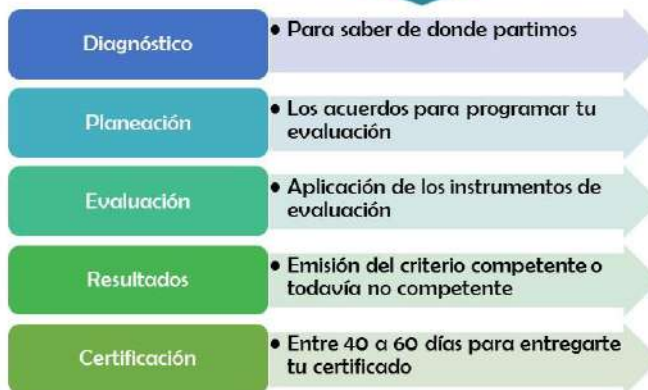 Diagnóstico
• Para saber de donde partimos
Planeación
• Los acuerdos para programar tu
evaluación
Evaluación
• Aplicación de los instrumentos de
evaluación
Resultados
• Emisión del criterio competente o
todavía no competente
Certificación
• Entre 40 a 60 días para entregarte
tu certificado